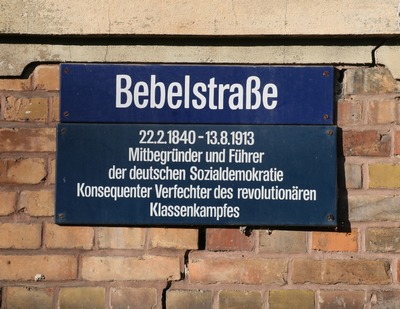 Bebelstraße
22.2.1840-13.8.1913
Mitbegründer und Führer
der deutschen Sozialdemokratie
Konsequenter Verfechter des revolutionären
Klassenkampfes